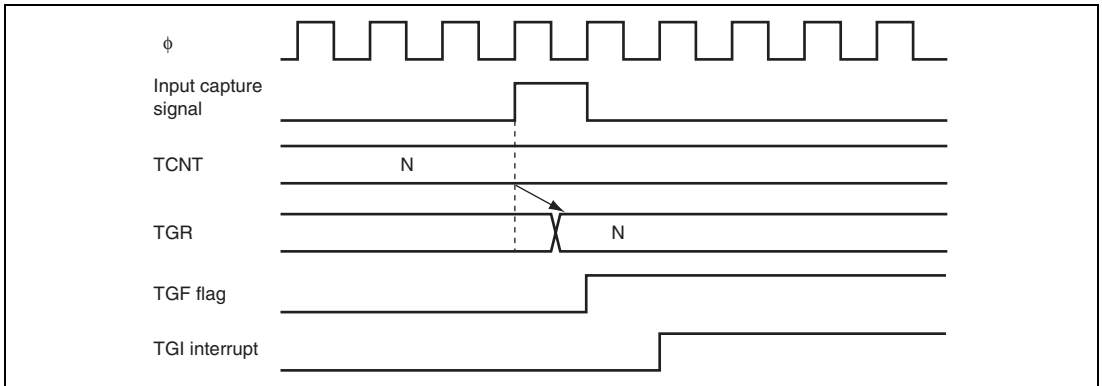 ϕ
Input capture
signal
TCNT
N
TGR
N
TGF flag
TGI interrupt